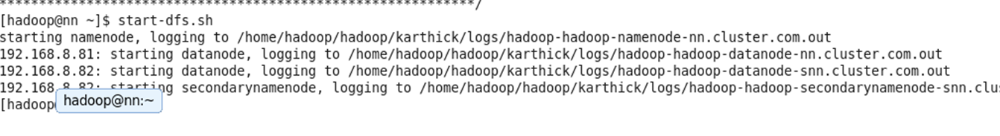 ************************************************************/
[hadoop@nn ~]$ start-dfs.sh
starting namenode, logging to /home/hadoop/hadoop/karthick/logs/hadoop-hadoop-namenode-nn.cluster.com.out
192.168.8.81: starting datanode, logging to /home/hadoop/hadoop/karthick/logs/hadoop-hadoop-datanode-nn.cluster.com.out
192.168.8.82: starting datanode, logging to /home/hadoop/hadoop/karthick/logs/hadoop-hadoop-datanode-snn.cluster.com.out
192.168.8.82: starting secondarynamenode, logging to /home/hadoop/hadoop/karthick/logs/hadoop-hadoop-secondarynamenode-snn.clus
[hadoop
hadoop@nn:~